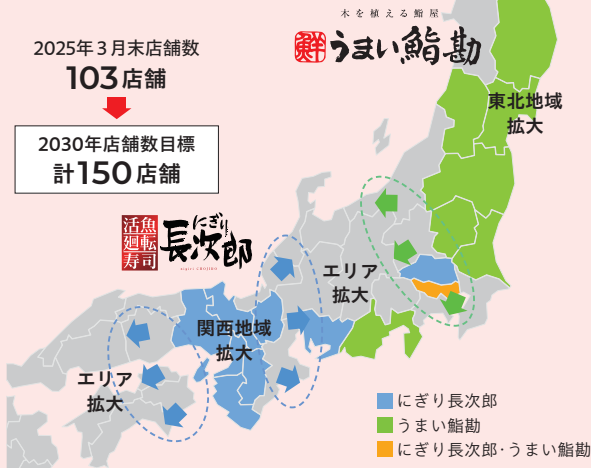 木を植える鮨屋
鮮 うまい鮨勘
2025年3月末店舗数
103店舗
2030年店舗数目標
計150店舗
東北地域
拡大
活魚
廻転
寿司
にぎり
長次郎
nigiri CHOJIRO
エリア
拡大
関西地域
拡大
エリア
拡大
にぎり長次郎
うまい鮨勘
にぎり長次郎・うまい鮨勘